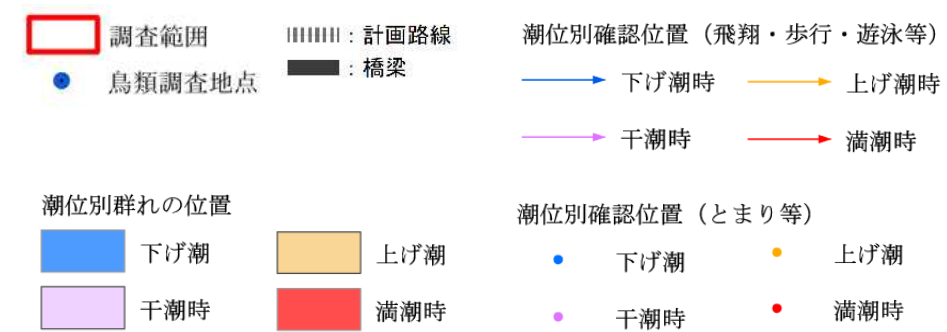 調査範囲
鳥類調査地点
：計画路線
：橋梁
潮位別確認位置（飛翔・歩行・遊泳等）
下げ潮時
上げ潮時
干潮時
満潮時
潮位別群れの位置
下げ潮
上げ潮
干潮時
満潮時
潮位別確認位置（とまり等）
下げ潮
上げ潮
干潮時
満潮時